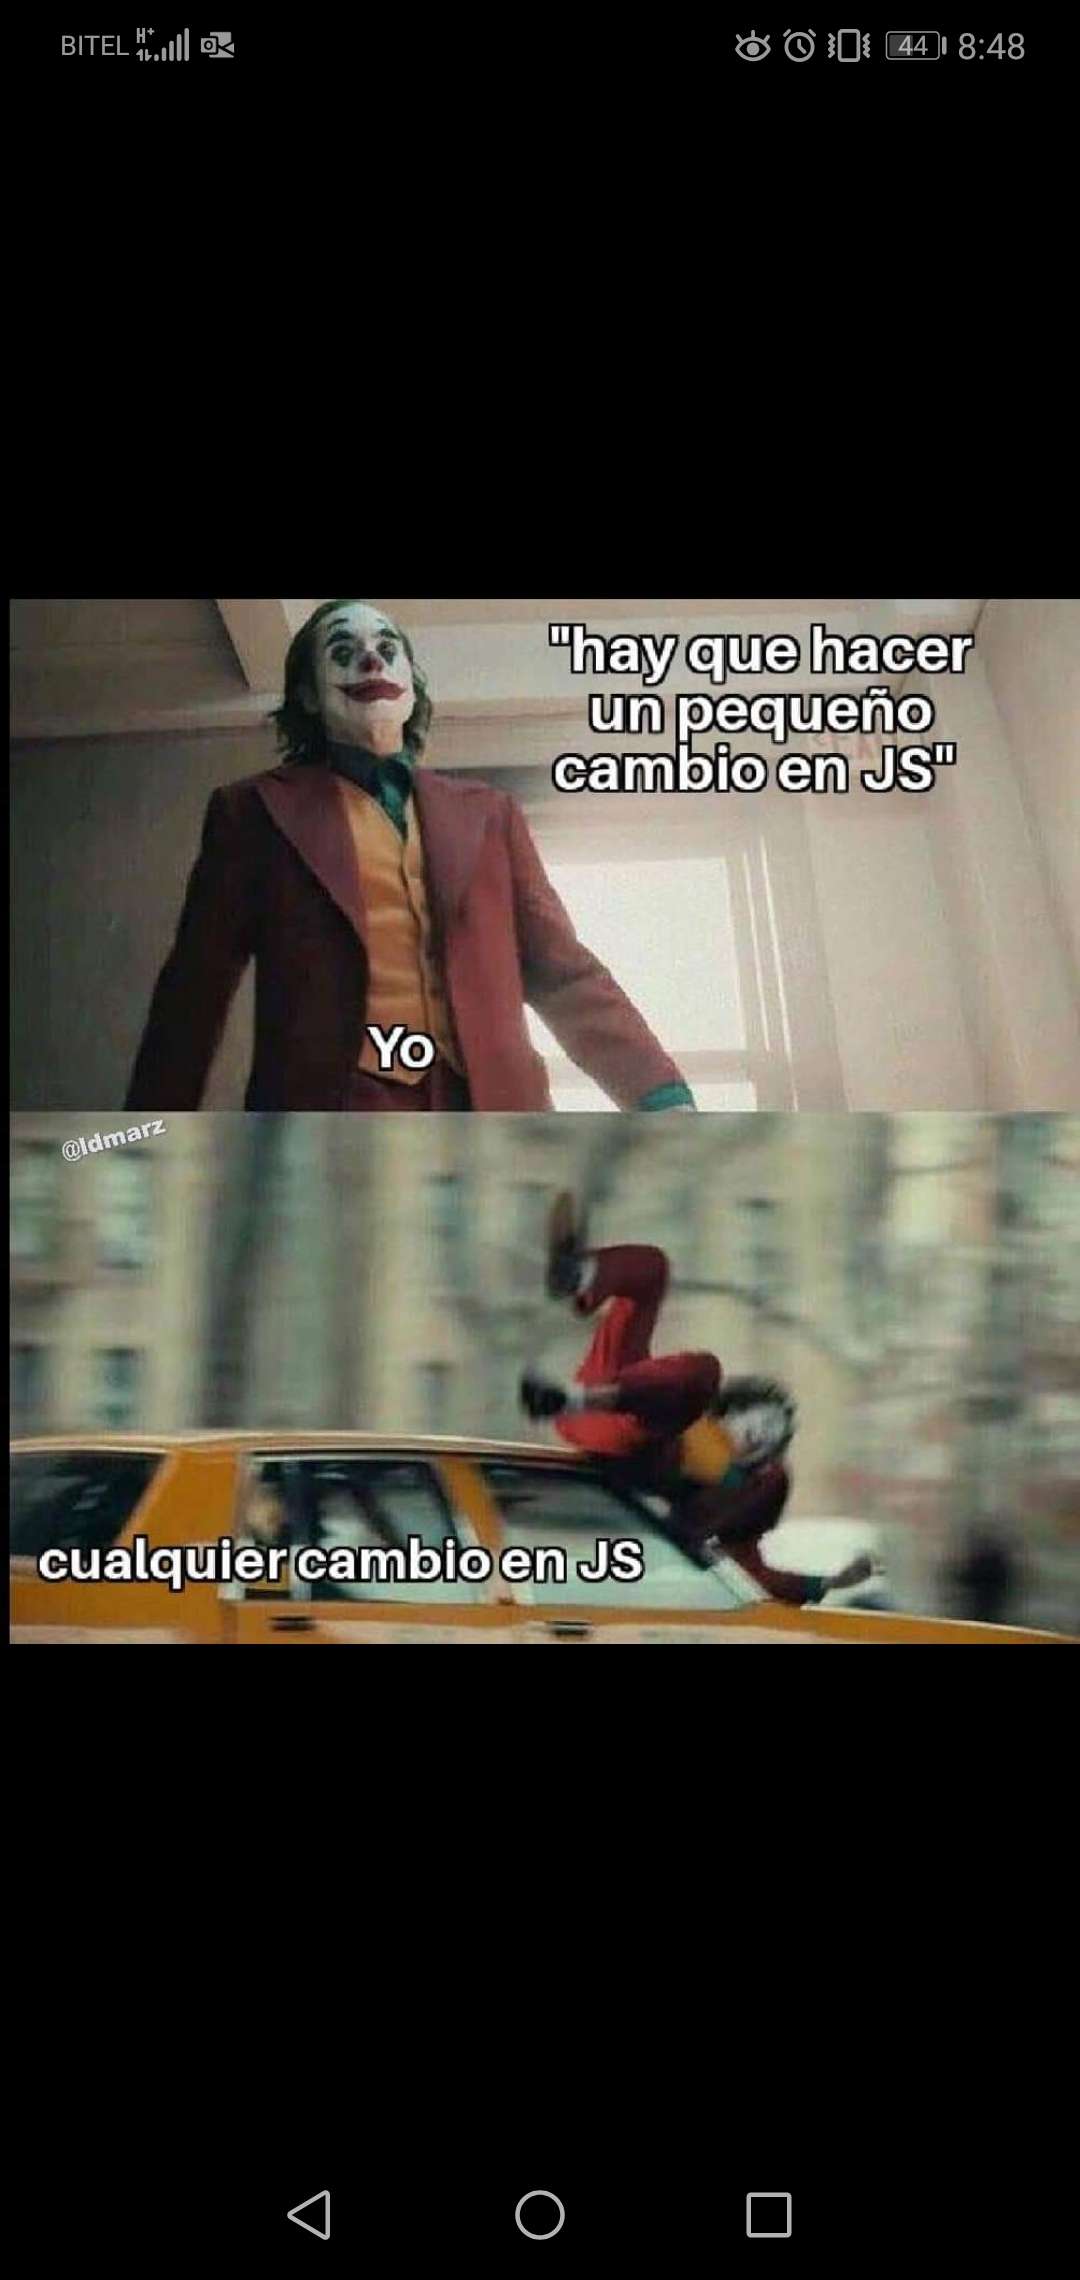 BITEL H+ 44 8:48
"hay que hacer
un pequeño
cambio en JS"
Yo
@ldmarz
cualquier cambio en JS